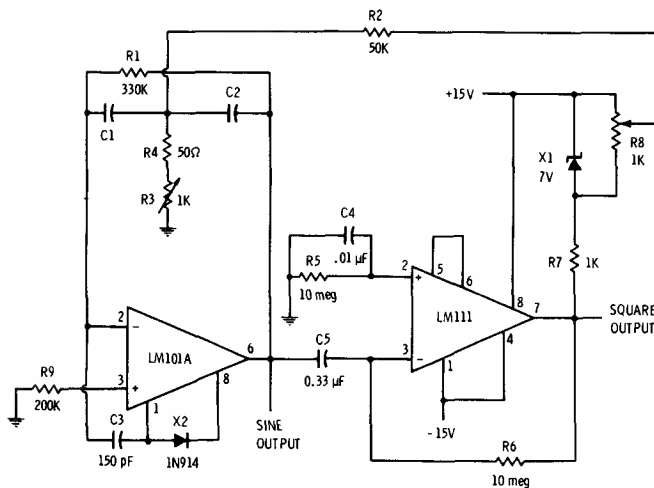 R2
50K
R1
330K
C1
C2
R4
50Ω
R3
1K
+15V
R8
1K
X1
7V
C4
.01 µF
R5
10 meg
R7
1K
2
+
5
6
LM111
8
7
3
−
1
4
SQUARE
OUTPUT
C5
0.33 µF
-15V
R6
10 meg
2
−
LM101A
6
8
3
+
1
R9
200K
C3
150 pF
X2
1N914
SINE
OUTPUT